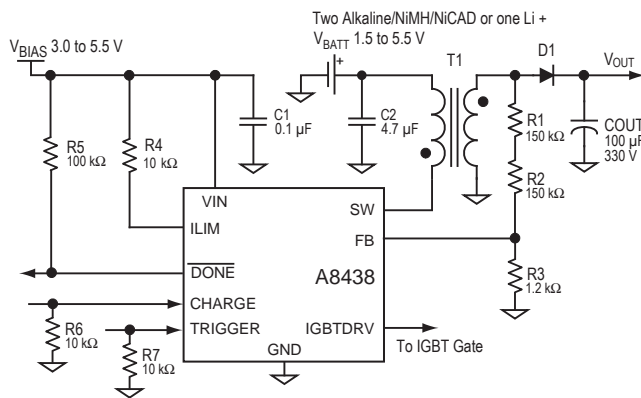 Two Alkaline/NiMH/NiCAD or one Li +
VBIAS 3.0 to 5.5 V
VBATT 1.5 to 5.5 V
+
T1
D1
VOUT
C1
0.1 µF
C2
4.7 µF
R1
150 kΩ
COUT
100 µF
330 V
R5
100 kΩ
R4
10 kΩ
R2
150 kΩ
VIN
SW
ILIM
FB
DONE
A8438
R3
1.2 kΩ
CHARGE
R6
10 kΩ
TRIGGER
IGBTDRV
To IGBT Gate
GND
R7
10 kΩ